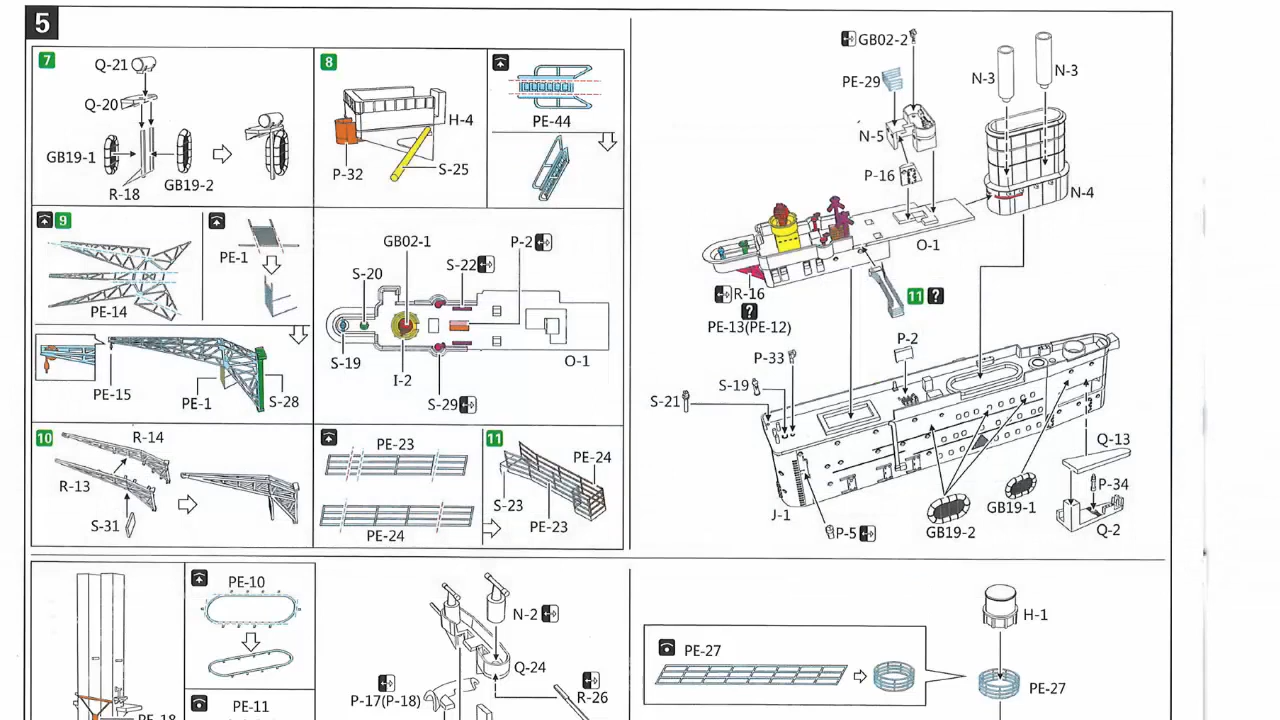 5
7
Q-21
Q-20
GB19-1
R-18
GB19-2
8
H-4
P-32
S-25
PE-44
9
PE-14
PE-1
PE-15
PE-1
S-28
GB02-1
P-2
S-20
S-22
S-19
I-2
O-1
S-29
10
R-14
R-13
S-31
PE-23
PE-24
11
PE-24
S-23
PE-23
GB02-2
N-3
N-3
PE-29
N-5
P-16
N-4
O-1
R-16
?
PE-13(PE-12)
11 ?
P-2
P-33
S-19
S-21
Q-13
P-34
GB19-1
J-1
P-5
GB19-2
Q-2
PE-18
PE-10
PE-11
N-2
Q-24
P-17(P-18)
R-26
H-1
PE-27
PE-27